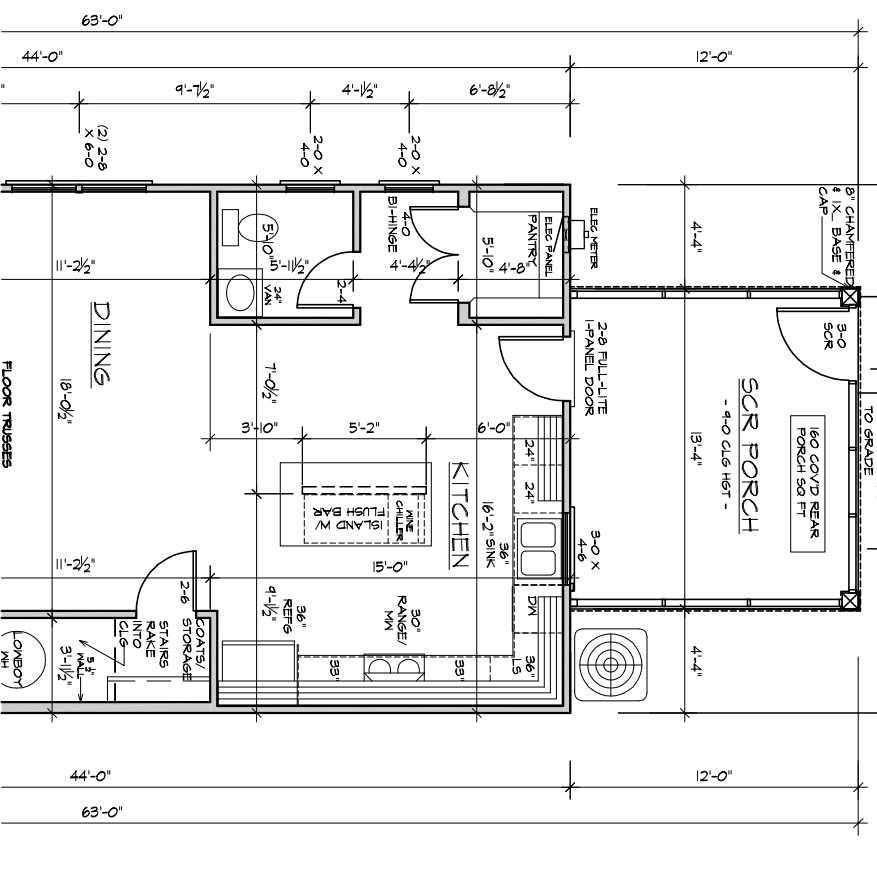 63'-0"
44'-0"
12'-0"
9'-7½"
4'-1½"
6'-8½"
(2) 2-8
X 6-0
2-0 X
4-0
2-0 X
4-0
8" CHAMFERED
& 1X_ BASE &
CAP
4-0
BI-HINGE
5'-10"
5'-11½"
24"
VAN
2-4
4'-4½"
5'-10"
4'-8"
PANTRY
ELEC PANEL
ELEC METER
4'-4"
11'-2½"
DINING
18'-0½"
FLOOR TRUSSES
7'-0½"
2-8 FULL-LITE
1-PANEL DOOR
3-0
SCR
SCR PORCH
- 9-0 CLG HGT -
160 COV'D REAR
PORCH SQ FT
TO GRADE
13'-4"
3'-10"
5'-2"
6'-0"
24"
24"
KITCHEN
16'-2"
ISLAND W/
FLUSH BAR
WINE
CHILLER
36"
SINK
3-0 X
4-6
11'-2½"
15'-0"
2-6
9'-1½"
36"
REFG
30"
RANGE/
MW
DW
36"
LS
33"
33"
COATS/
STORAGE
STAIRS
RAKE
INTO
CLG
5 ½"
WALL
3'-1½"
LOWBOY
WH
4'-4"
44'-0"
12'-0"
63'-0"